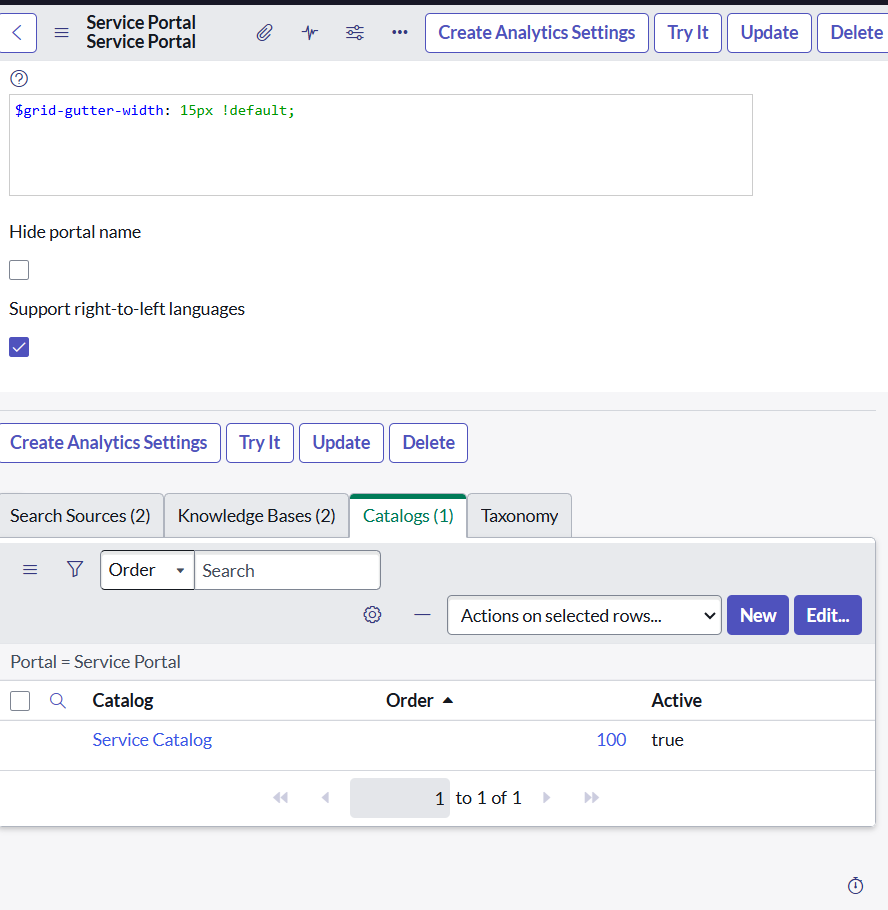 Service Portal
Service Portal
Create Analytics Settings Try It Update Delete
$grid-gutter-width: 15px !default;
Hide portal name
Support right-to-left languages
Create Analytics Settings Try It Update Delete
Search Sources (2) Knowledge Bases (2) Catalogs (1) Taxonomy
Order Search
Actions on selected rows... New Edit...
Portal = Service Portal
Catalog Order Active
Service Catalog 100 true
1 to 1 of 1